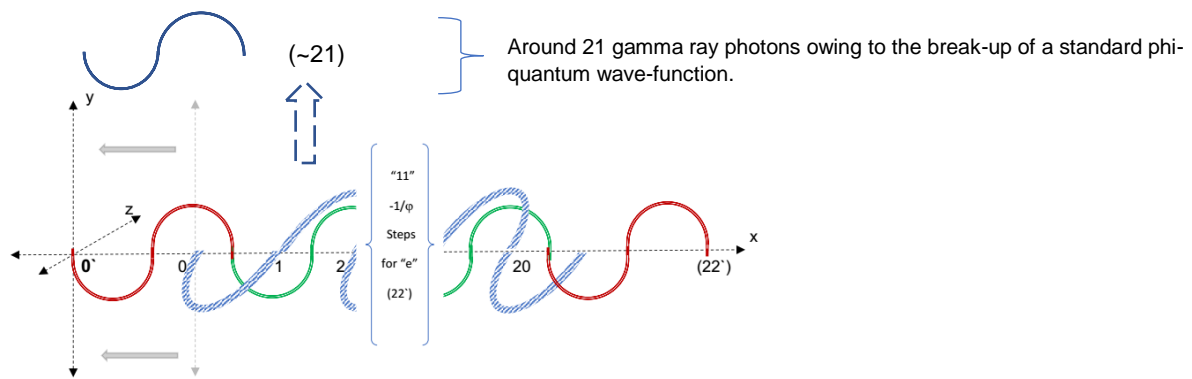 (~21)
Around 21 gamma ray photons owing to the break-up of a standard phi-
quantum wave-function.
y
z
x
"11"
-1/φ
Steps
for "e"
(22`)
0`
0
1
2
20
(22`)